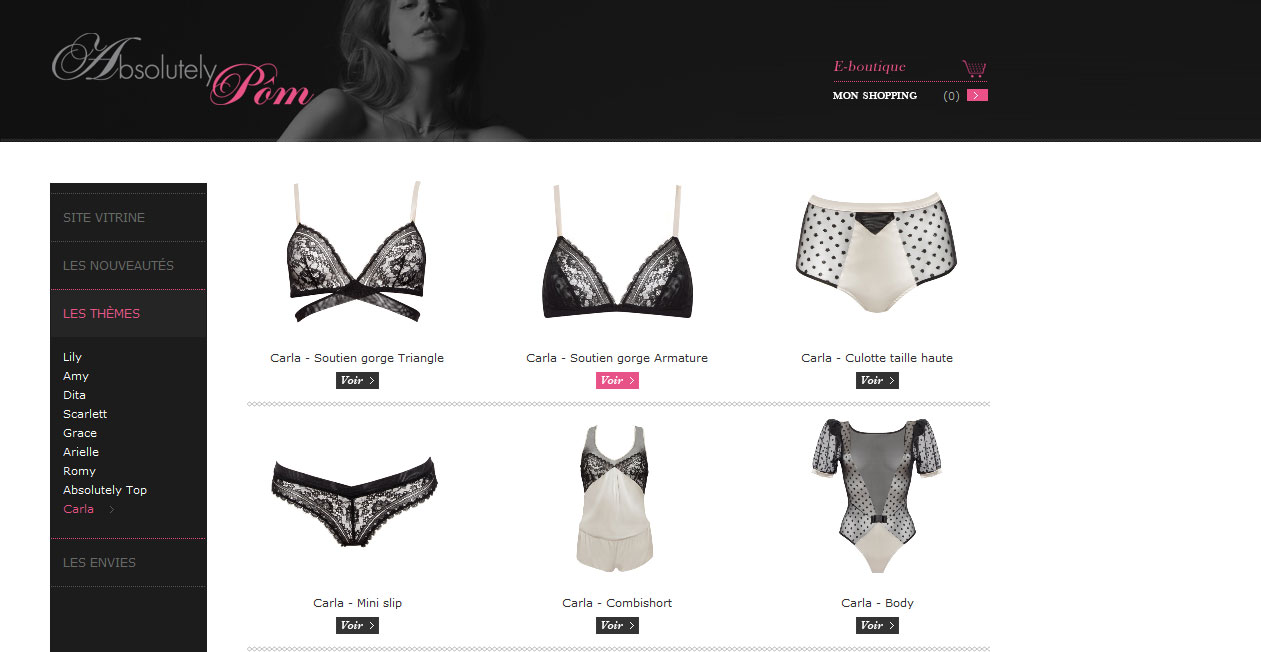 Absolutely Pôm
E-boutique
MON SHOPPING (0)
SITE VITRINE
LES NOUVEAUTÉS
LES THÈMES
Lily
Amy
Dita
Scarlett
Grace
Arielle
Romy
Absolutely Top
Carla
LES ENVIES
Carla - Soutien gorge Triangle
Voir
Carla - Soutien gorge Armature
Voir
Carla - Culotte taille haute
Voir
Carla - Mini slip
Voir
Carla - Combishort
Voir
Carla - Body
Voir